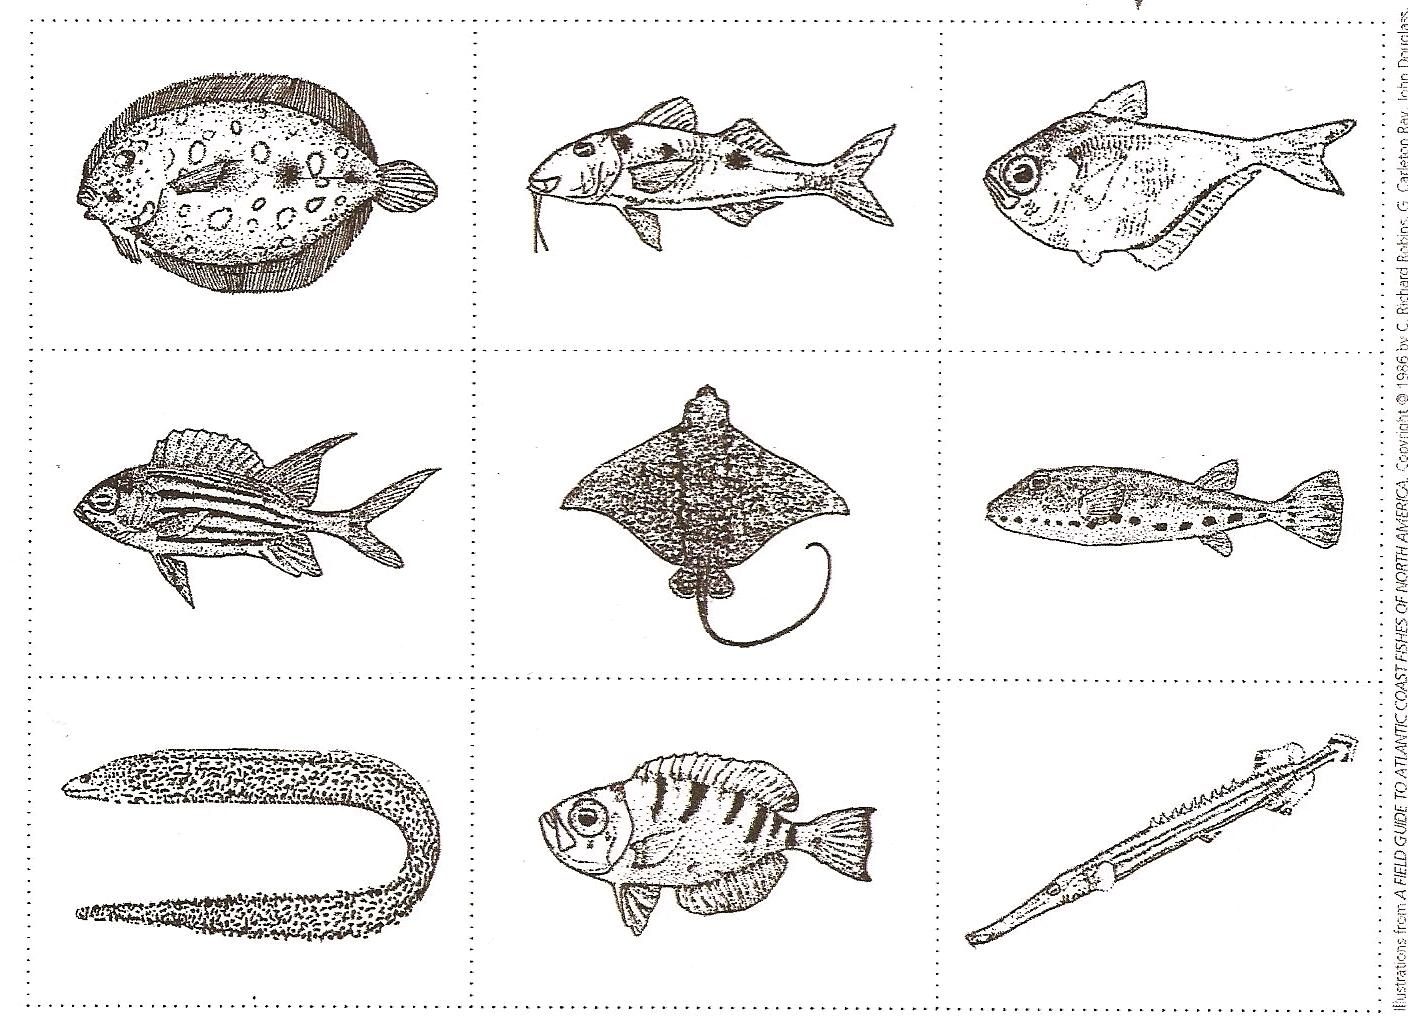 Illustrations from A FIELD GUIDE TO ATLANTIC COAST FISHES OF NORTH AMERICA. Copyright © 1986 by C. Richard Robins, G. Carleton Ray, John Douglass,